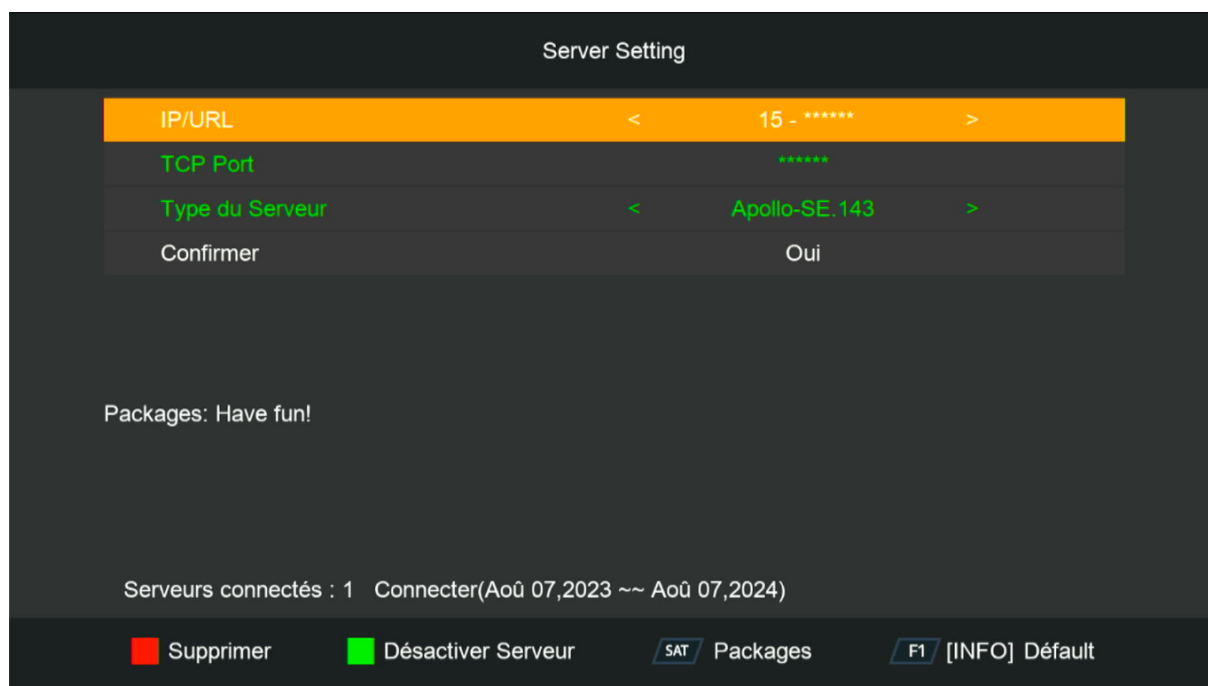 Server Setting
IP/URL < 15 - ****** >
TCP Port ******
Type du Serveur < Apollo-SE.143 >
Confirmer Oui
Packages: Have fun!
Serveurs connectés : 1 Connecter(Aoû 07,2023 ~~ Aoû 07,2024)
Supprimer Désactiver Serveur SAT Packages F1 [INFO] Défault